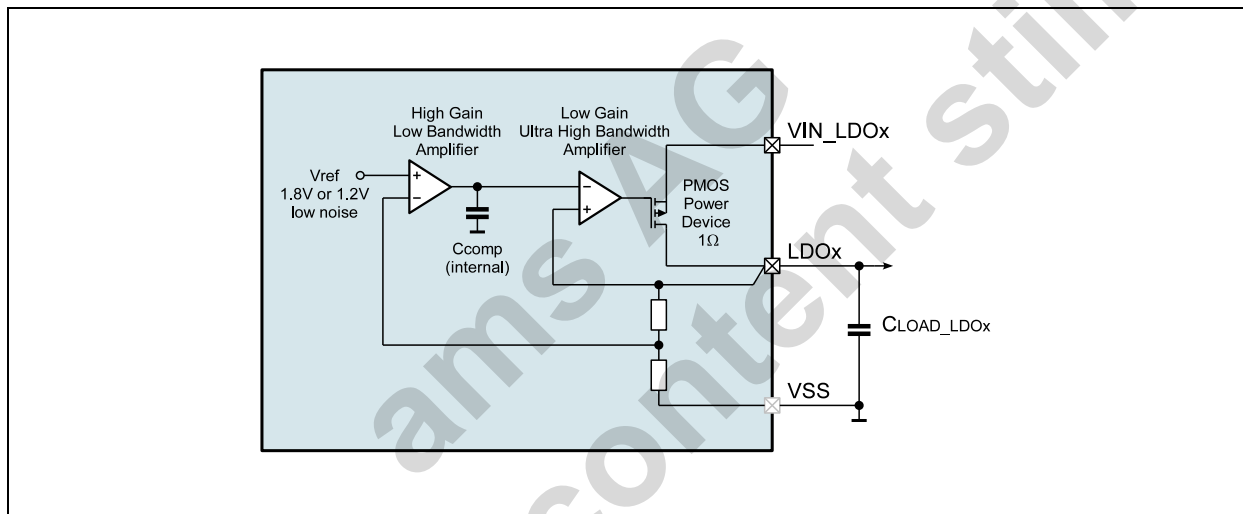 High Gain
Low Bandwidth
Amplifier
Low Gain
Ultra High Bandwidth
Amplifier
VIN_LDOx
Vref
1.8V or 1.2V
low noise
+
−
−
+
PMOS
Power
Device
1Ω
Ccomp
(internal)
LDOx
CLOAD_LDOx
VSS
ams AG
content still